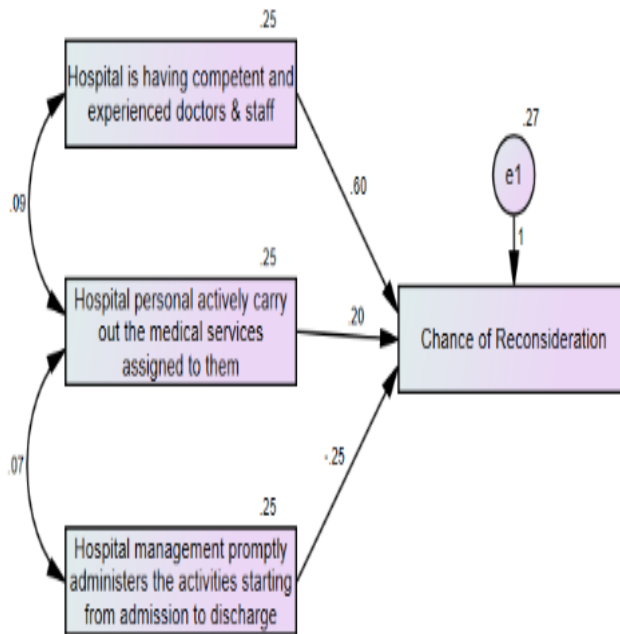 .25
Hospital is having competent and
experienced doctors & staff
.27
e1
.60
.09
1
.25
Hospital personal actively carry
out the medical services
assigned to them
.20
Chance of Reconsideration
.07
-.25
.25
Hospital management promptly
administers the activities starting
from admission to discharge